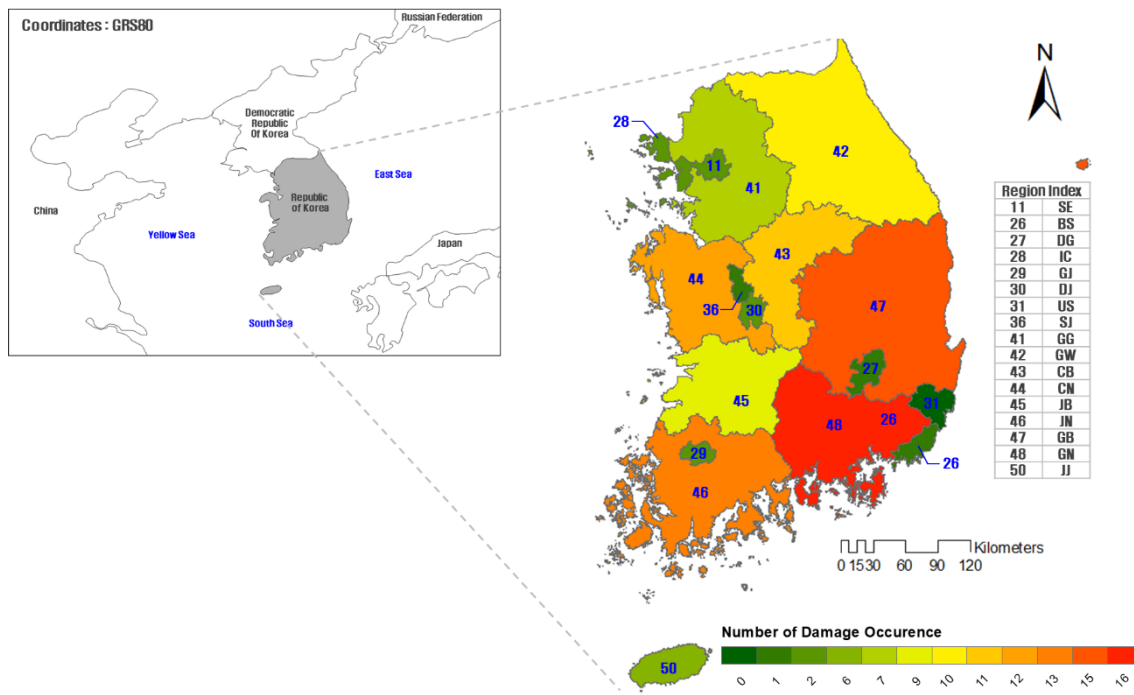 Coordinates : GRS80
Russian Federation
Democratic
Republic
Of Korea
East Sea
Republic
of Korea
China
Yellow Sea
Japan
South Sea
N
28
42
11
41
43
44
36
30
47
27
45
48
26
31
29
26
46
50
Region Index
11 SE
26 BS
27 DG
28 IC
29 GJ
30 DJ
31 US
36 SJ
41 GG
42 GW
43 CB
44 CN
45 JB
46 JN
47 GB
48 GN
50 JJ
Kilometers
0 15 30 60 90 120
Number of Damage Occurence
0 1 2 6 7 9 10 11 12 13 15 16